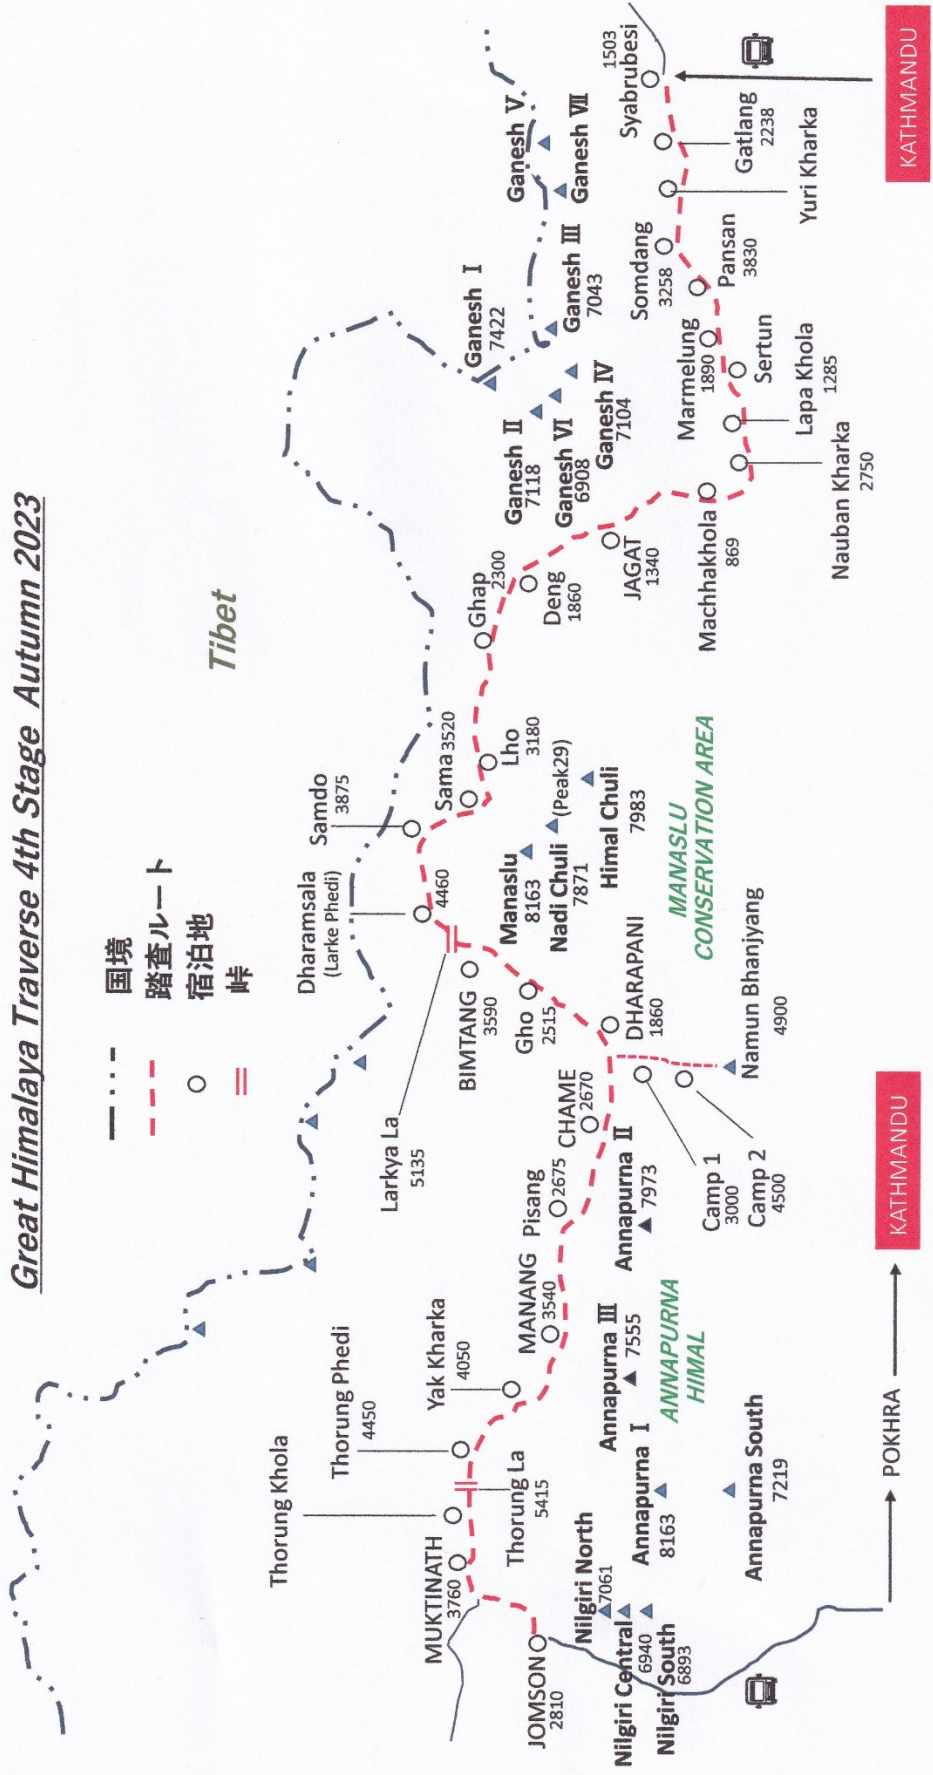 Great Himalaya Traverse 4th Stage Autumn 2023
国境
踏査ルート
宿泊地
峠
Tibet
Thorung Khola
Thorung Phedi
4450
Yak Kharka
4050
MUKTINATH
3760
Thorung La
5415
JOMSON
2810
MANANG
3540
Pisang
2675
CHAME
2670
Larkya La
5135
Dharamsala
(Larke Phedi)
4460
Samdo
3875
BIMTANG
3590
Gho
2515
DHARAPANI
1860
Sama
3520
Lho
3180
Ghap
2300
Deng
1860
JAGAT
1340
Machhakhola
869
Nauban Kharka
2750
Lapa Khola
1285
Sertun
Marmelung
1890
Pansan
3830
Somdang
3258
Yuri Kharka
Gatlang
2238
Syabrubesi
1503
Ganesh I
7422
Ganesh II
7118
Ganesh VI
6908
Ganesh IV
7104
Ganesh III
7043
Ganesh V
Ganesh VII
Manaslu
8163
Nadi Chuli
7871
(Peak29)
Himal Chuli
7983
MANASLU
CONSERVATION AREA
Camp 1
3000
Camp 2
4500
Namun Bhanjyang
4900
Annapurna II
7973
Annapurna III
7555
ANNAPURNA
HIMAL
Annapurna I
8163
Annapurna South
7219
Nilgiri North
7061
Nilgiri Central
6940
Nilgiri South
6893
POKHRA
KATHMANDU
KATHMANDU